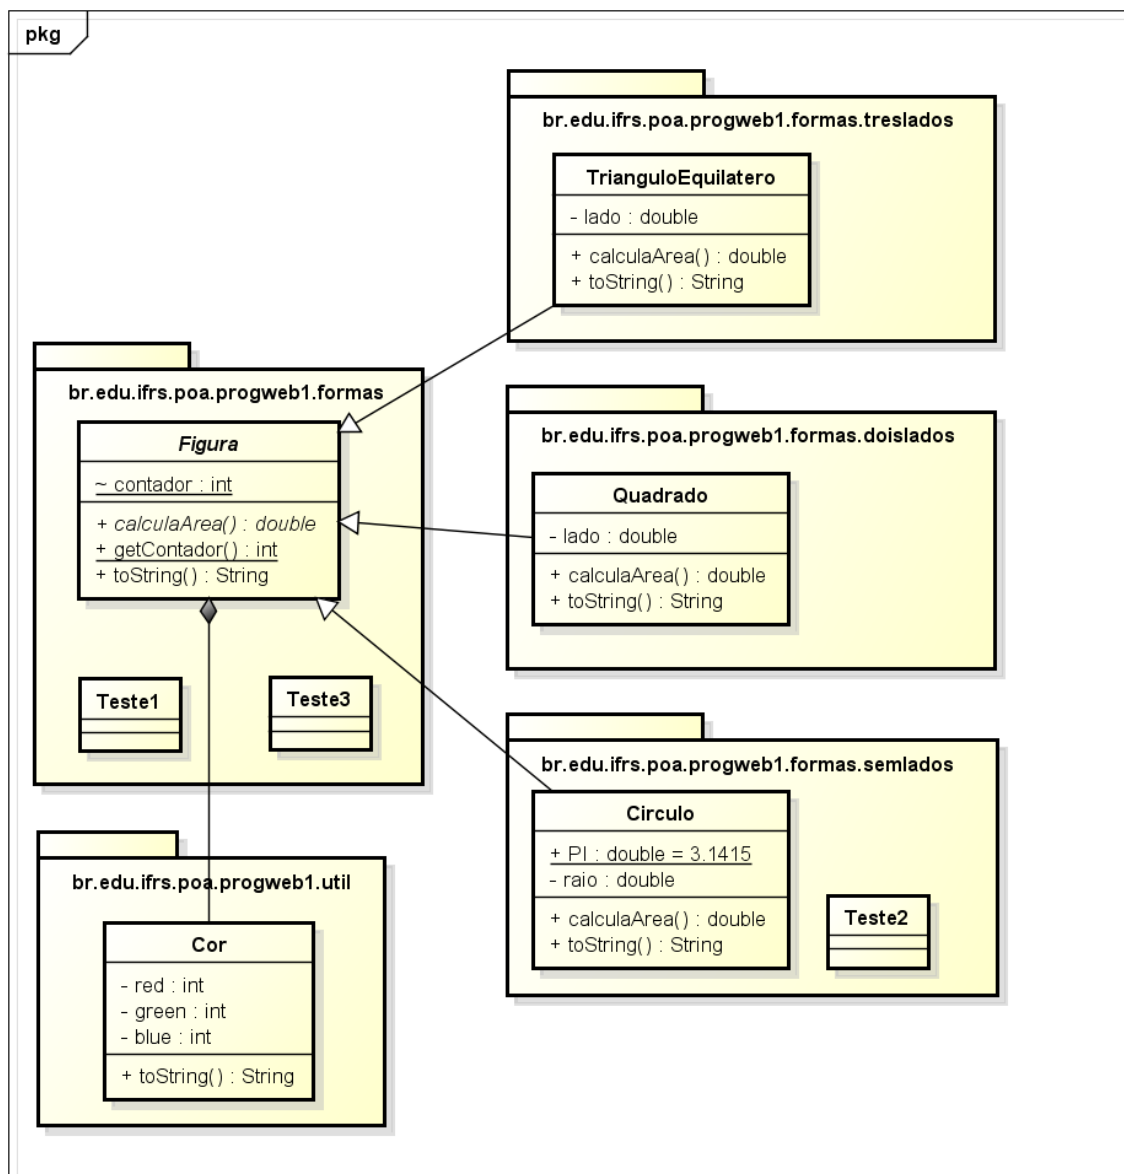 pkg
br.edu.ifrs.poa.progweb1.formas.treslados
TrianguloEquilatero
- lado : double
+ calculaArea() : double
+ toString() : String
br.edu.ifrs.poa.progweb1.formas
Figura
~ contador : int
+ calculaArea() : double
+ getContador() : int
+ toString() : String
Teste1
Teste3
br.edu.ifrs.poa.progweb1.formas.doislados
Quadrado
- lado : double
+ calculaArea() : double
+ toString() : String
br.edu.ifrs.poa.progweb1.formas.semlados
Circulo
+ PI : double = 3.1415
- raio : double
+ calculaArea() : double
+ toString() : String
Teste2
br.edu.ifrs.poa.progweb1.util
Cor
- red : int
- green : int
- blue : int
+ toString() : String